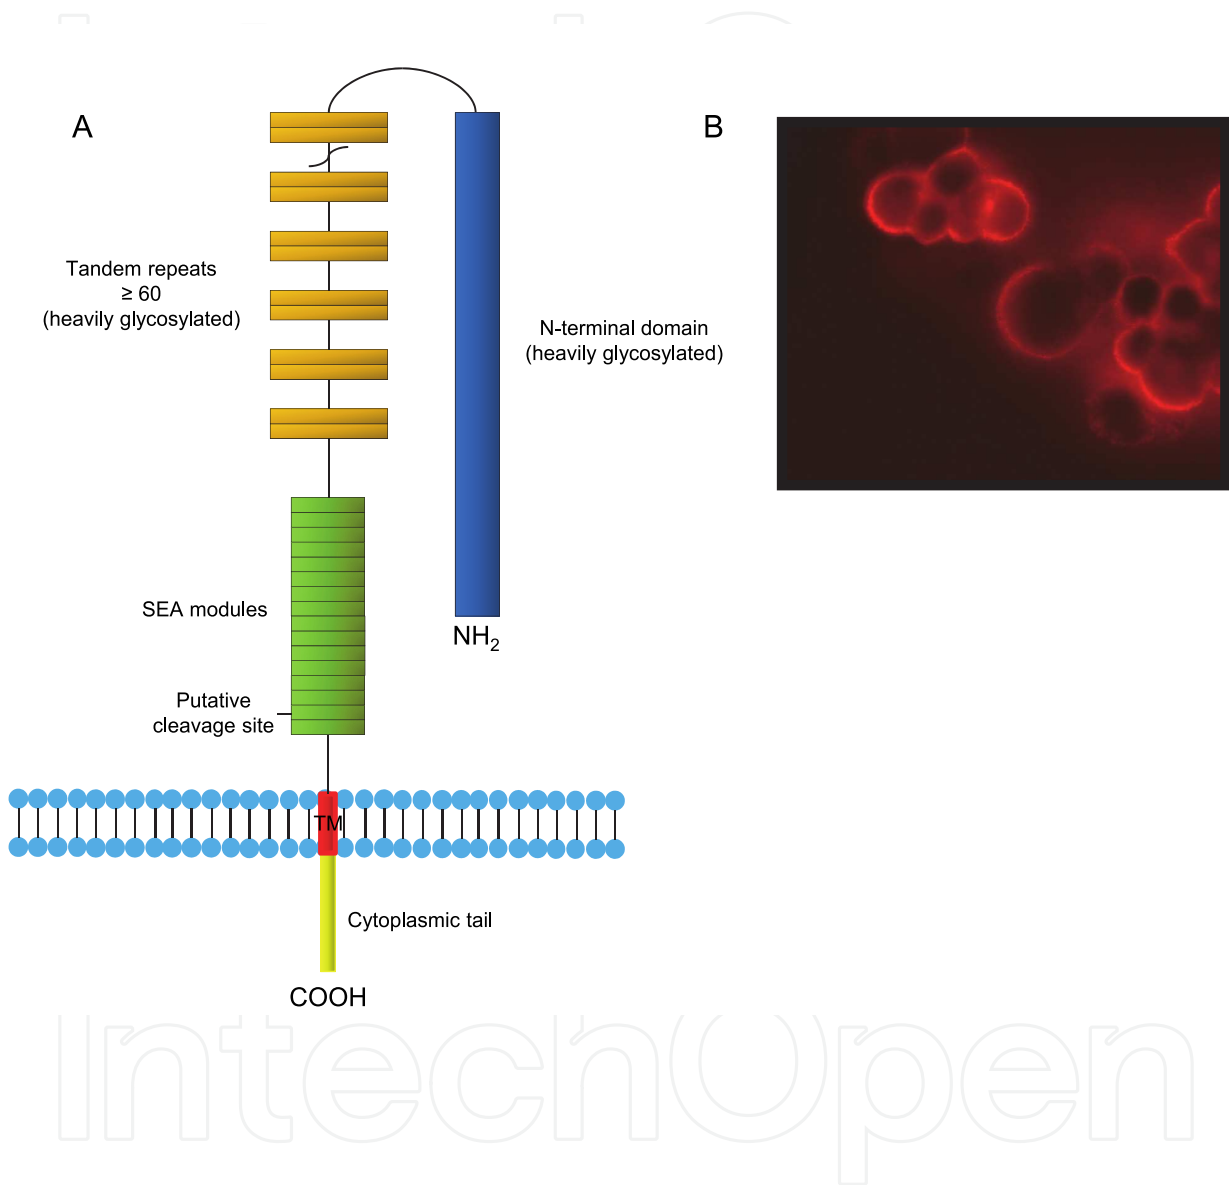 A
B
Tandem repeats
≥ 60
(heavily glycosylated)
N-terminal domain
(heavily glycosylated)
SEA modules
NH₂
Putative
cleavage site
TM
Cytoplasmic tail
COOH
IntechOpen